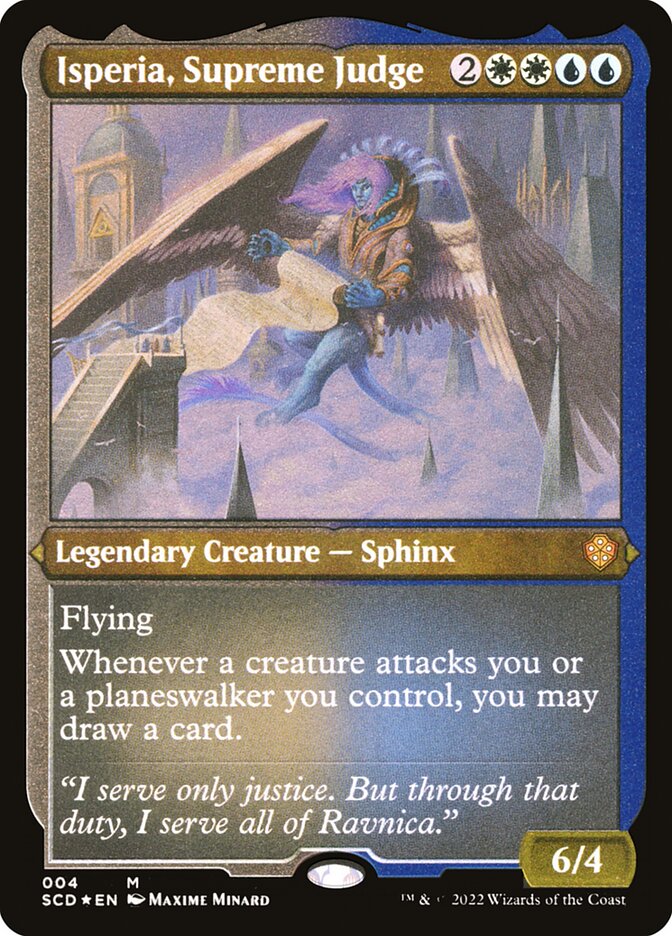 Isperia, Supreme Judge 2
Legendary Creature — Sphinx
Flying
Whenever a creature attacks you or
a planeswalker you control, you may
draw a card.
“I serve only justice. But through that
duty, I serve all of Ravnica.”
6/4
004 M
SCD★EN Maxime Minard
™ & © 2022 Wizards of the Coast